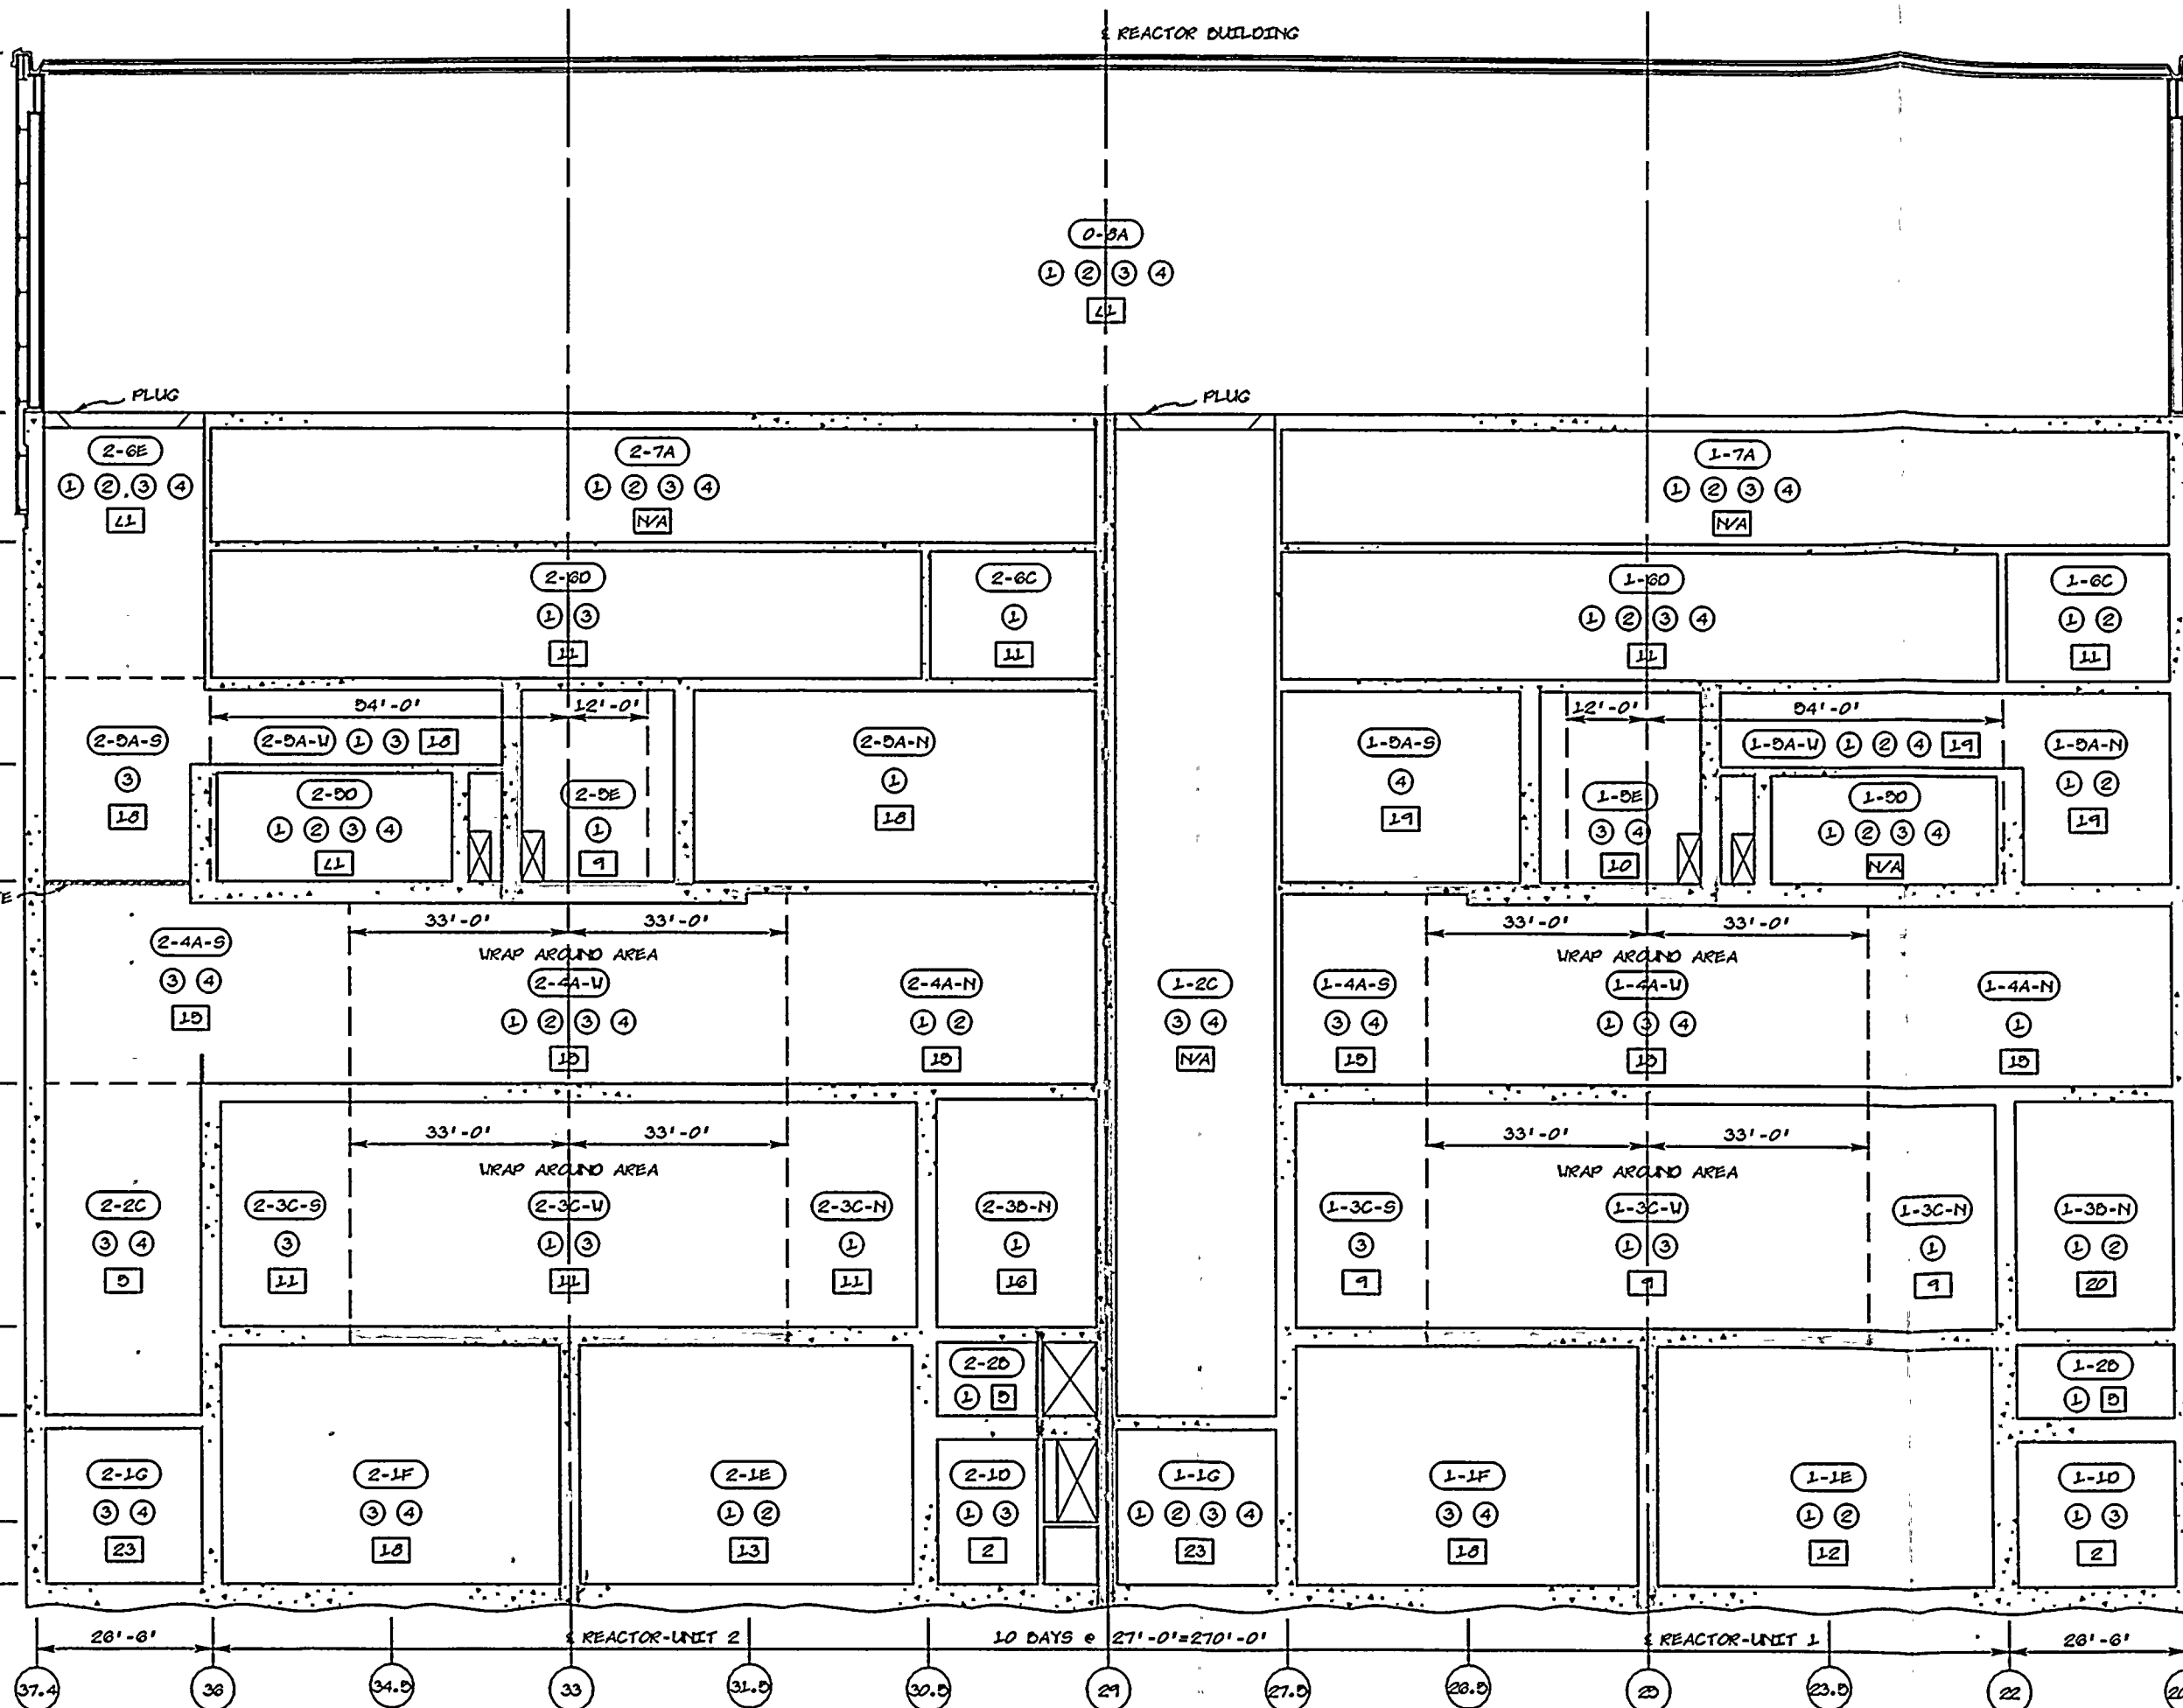 ℄ REACTOR BUILDING
0-8A
1 2 3 4
11
PLUG
PLUG
2-6E
1 2 3 4
11
2-7A
1 2 3 4
N/A
1-7A
1 2 3 4
N/A
2-6D
1 3
11
2-6C
1
11
1-6D
1 2 3 4
11
1-6C
1 2
11
54'-0"
12'-0"
12'-0"
54'-0"
2-5A-S
3
18
2-5A-W 1 3 18
2-5D
1 2 3 4
11
2-5E
1
9
2-5A-N
1
18
1-5A-S
4
19
1-5E
3 4
10
1-5A-W 1 2 4 19
1-5D
1 2 3 4
N/A
1-5A-N
1 2
19
E
33'-0"
33'-0"
33'-0"
33'-0"
WRAP AROUND AREA
WRAP AROUND AREA
2-4A-S
3 4
15
2-4A-W
1 2 3 4
15
2-4A-N
1 2
15
1-2C
3 4
N/A
1-4A-S
3 4
15
1-4A-W
1 3 4
15
1-4A-N
1
15
33'-0"
33'-0"
33'-0"
33'-0"
WRAP AROUND AREA
WRAP AROUND AREA
2-2C
3 4
5
2-3C-S
3
11
2-3C-W
1 3
11
2-3C-N
1
11
2-3B-N
1
16
1-3C-S
3
9
1-3C-W
1 3
9
1-3C-N
1
9
1-3B-N
1 2
20
2-2B
1 5
1-2B
1 5
2-1G
3 4
23
2-1F
3 4
18
2-1E
1 2
13
2-1D
1 3
2
1-1G
1 2 3 4
23
1-1F
3 4
18
1-1E
1 2
12
1-1D
1 3
2
26'-6"
℄ REACTOR-UNIT 2
10 BAYS @ 27'-0"=270'-0"
℄ REACTOR-UNIT 1
26'-6"
37.4
36
34.5
33
31.5
30.5
29
27.5
26.5
25
23.5
22